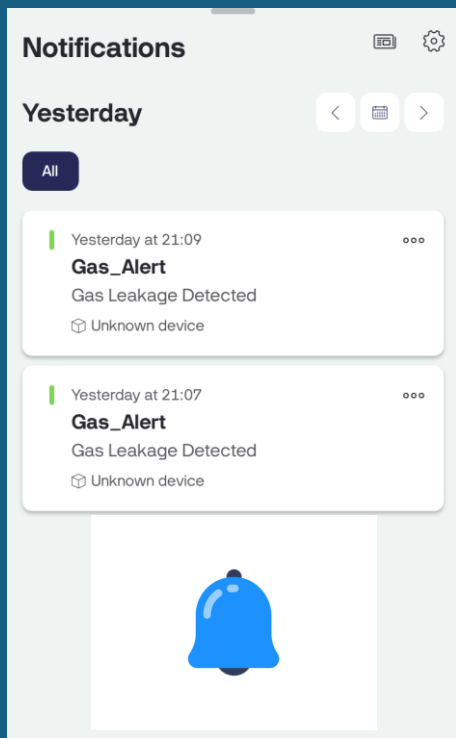 Notifications
Yesterday
All
Yesterday at 21:09
Gas_Alert
Gas Leakage Detected
Unknown device
Yesterday at 21:07
Gas_Alert
Gas Leakage Detected
Unknown device